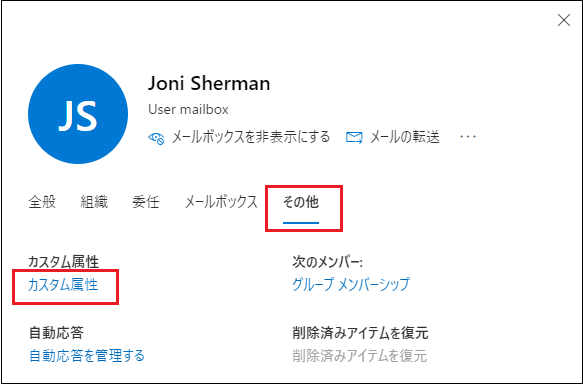 JS
Joni Sherman
User mailbox
メールボックスを非表示にする メールの転送 ···
全般 組織 委任 メールボックス その他
カスタム属性 次のメンバー:
カスタム属性 グループ メンバーシップ
自動応答 削除済みアイテムを復元
自動応答を管理する 削除済みアイテムを復元